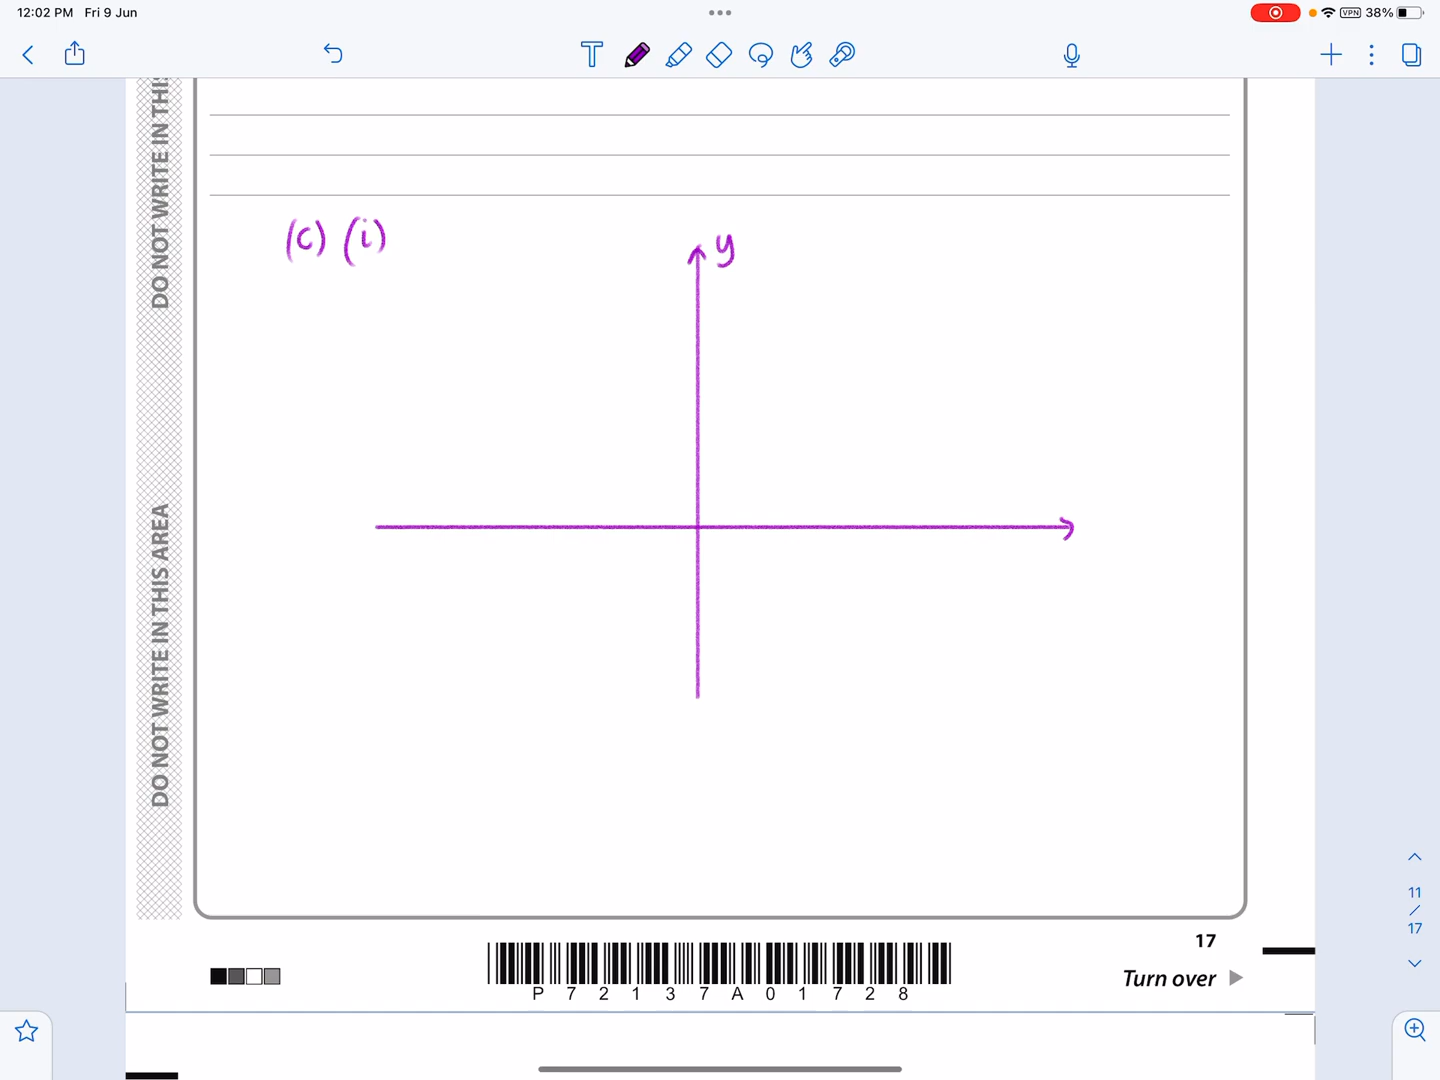 12:02 PM Fri 9 Jun
VPN 38%
T
DO NOT WRITE IN THIS
(c) (i)
y
DO NOT WRITE IN THIS AREA
11
/
17
17
P 7 2 1 3 7 A 0 1 7 2 8
Turn over